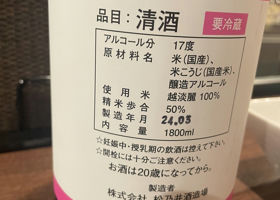 品目：清酒
要冷蔵
アルコール分 17度
原材料名 米（国産）、
米こうじ（国産米）、
醸造アルコール
使用米 越淡麗 100%
精米歩合 50%
製造年月 24.03
内容量 1800ml
☆妊娠中・授乳期の飲酒は控えて下さい。
☆開栓には十分ご注意ください。
お酒は20歳になってから。
製造者
株式会社 松乃井酒造場